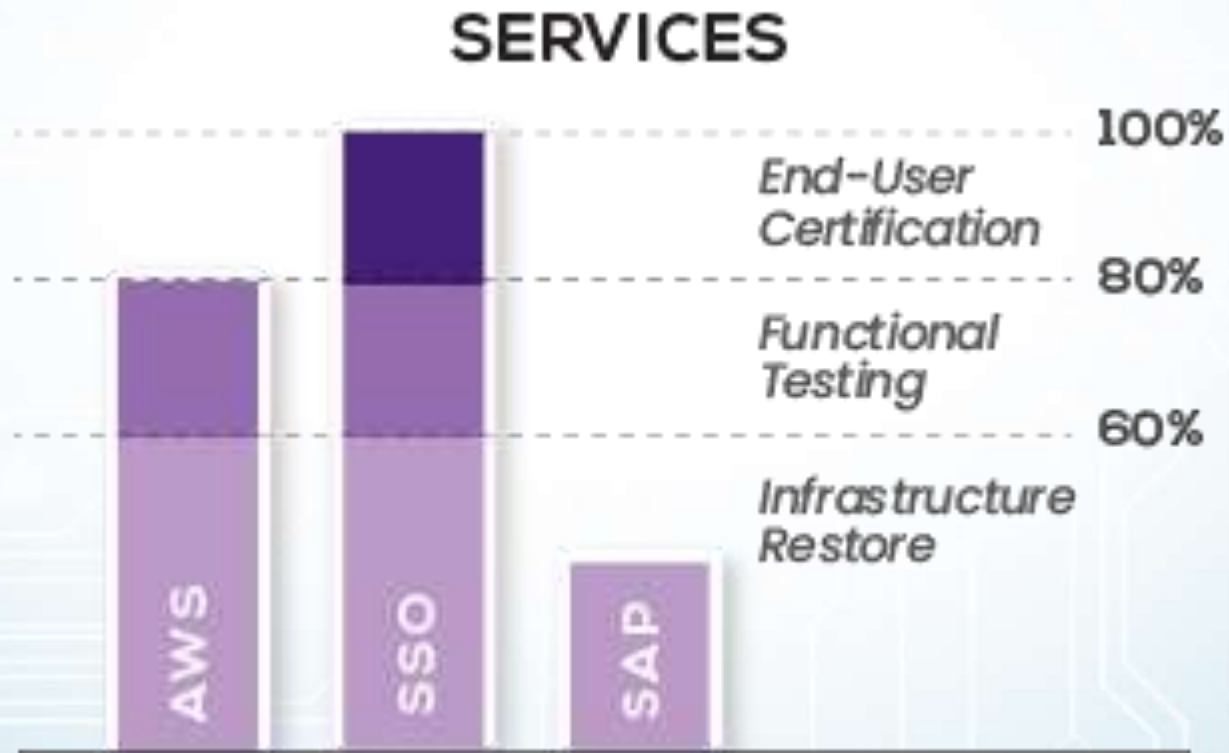 SERVICES
100%
End-User
Certification
80%
Functional
Testing
60%
Infrastructure
Restore
AWS
SSO
SAP